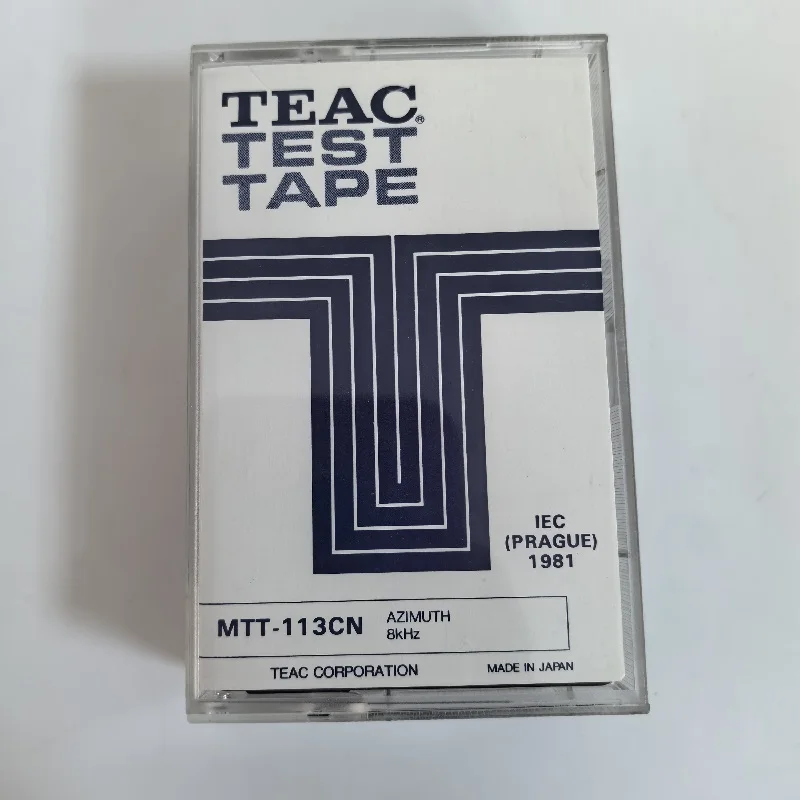 TEAC®
TEST
TAPE
IEC
(PRAGUE)
1981
MTT-113CN
AZIMUTH
8kHz
TEAC CORPORATION
MADE IN JAPAN